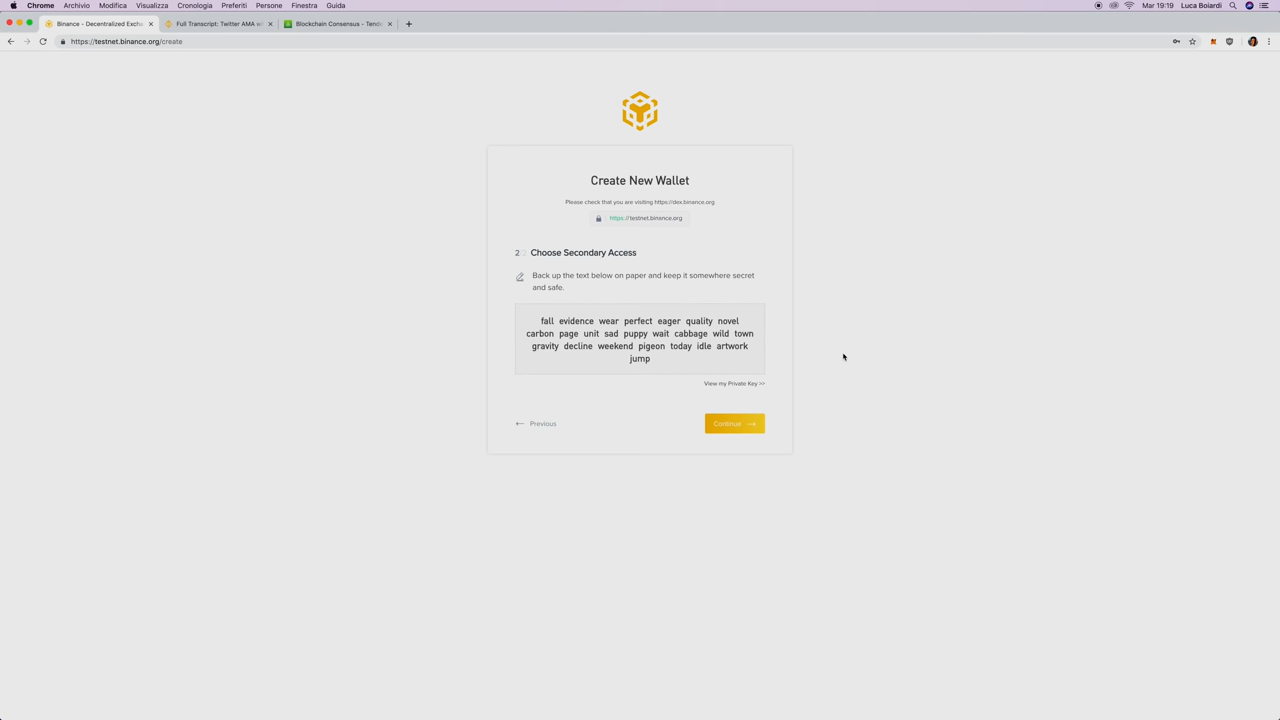 Chrome Archivio Modifica Visualizza Cronologia Preferiti Persone Finestra Guida Mar 19:19 Luca Boiardi
Binance - Decentralized Excha
Full Transcript: Twitter AMA w
Blockchain Consensus - Tend
https://testnet.binance.org/create
Create New Wallet
Please check that you are visiting https://dex.binance.org
https://testnet.binance.org
2 Choose Secondary Access
Back up the text below on paper and keep it somewhere secret
and safe.
fall evidence wear perfect eager quality novel
carbon page unit sad puppy wait cabbage wild town
gravity decline weekend pigeon today idle artwork
jump
View my Private Key >>
← Previous
Continue →